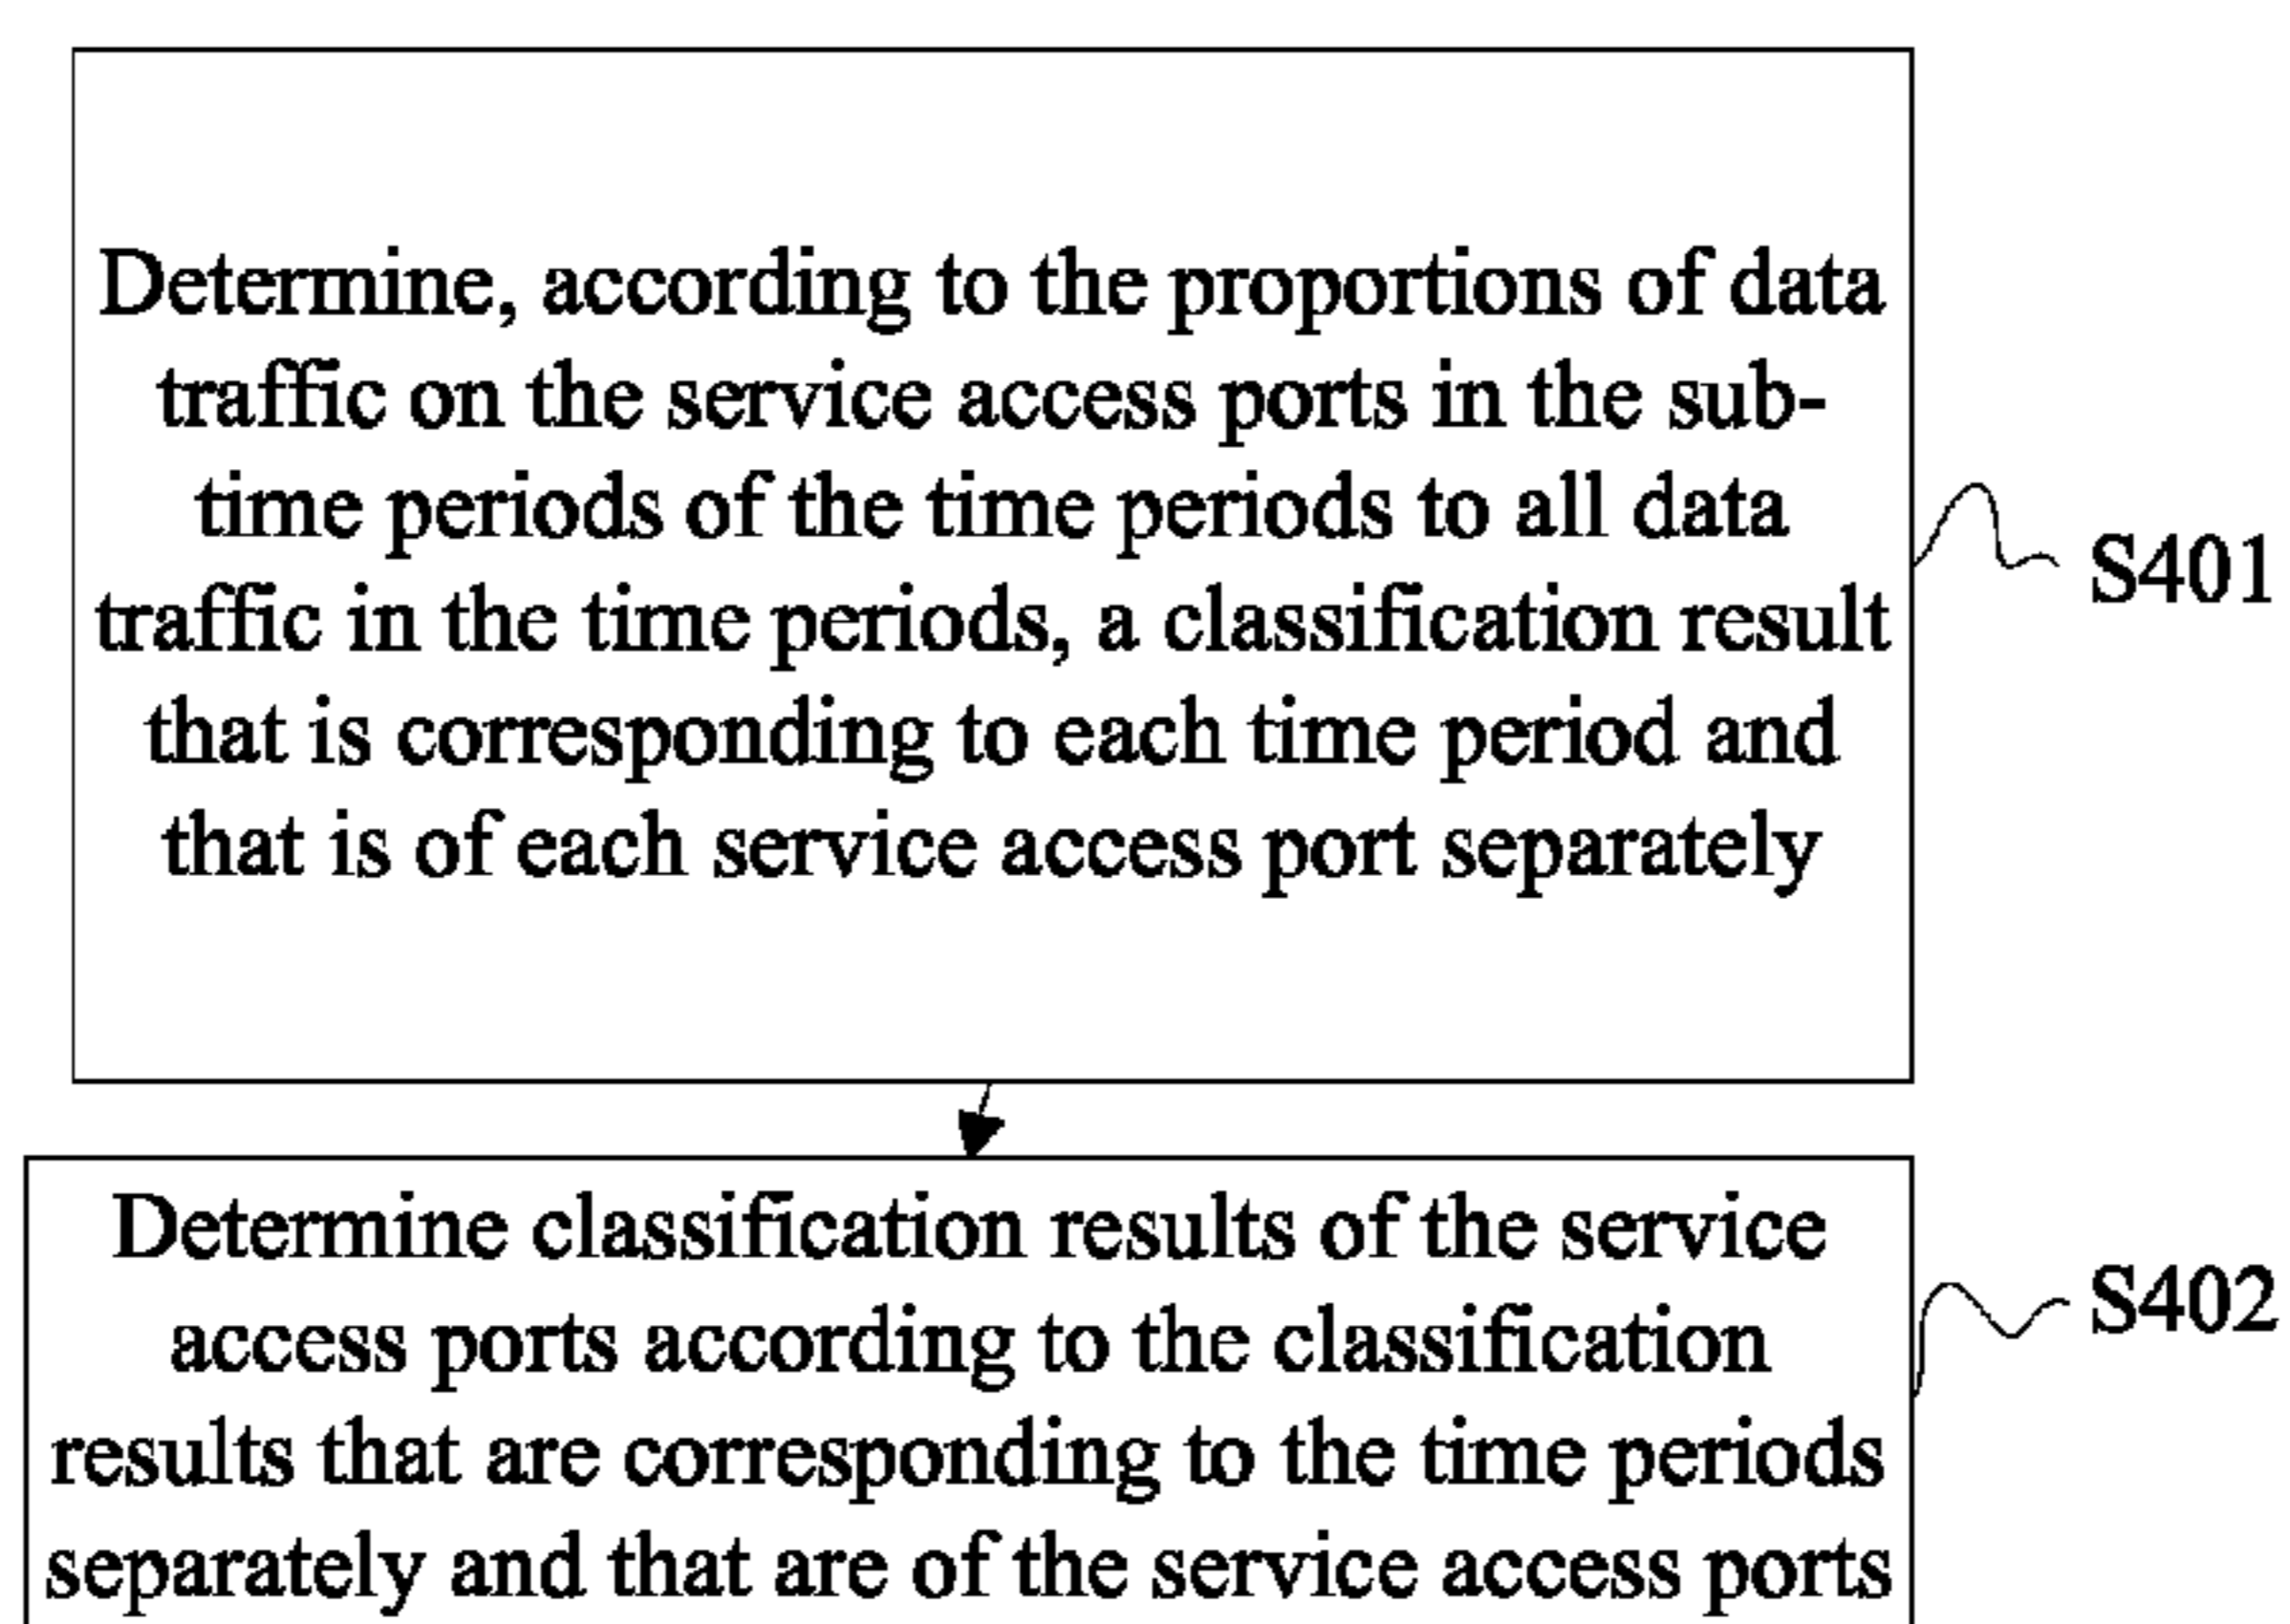 Determine, according to the proportions of data
traffic on the service access ports in the sub-
time periods of the time periods to all data
traffic in the time periods, a classification result
that is corresponding to each time period and
that is of each service access port separately
S401
Determine classification results of the service
access ports according to the classification
results that are corresponding to the time periods
separately and that are of the service access ports
S402